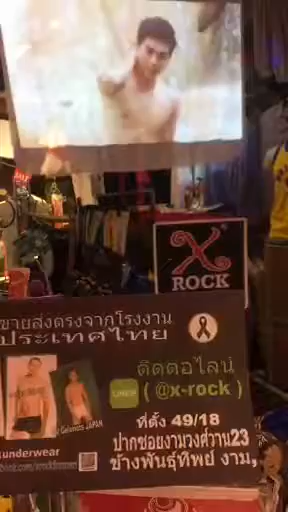 SALE
X
ROCK
ขายส่งตรงจากโรงงาน
ประเทศไทย
ติดตอไลน์
LINE@
( @x-rock )
ที่ตั้ง 49/18
ปากซอยงามวงศ์วาน23
ข้างพันธุ์ทิพย์ งาม,
JAPAN
underwear